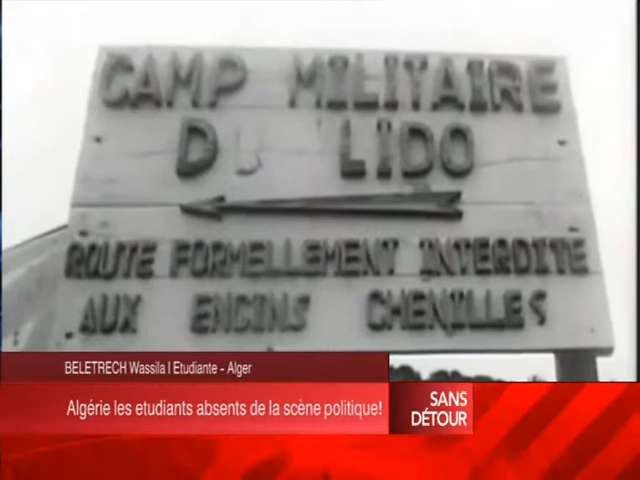 CAMP MILITAIRE
DU LIDO
ROUTE FORMELLEMENT INTERDITE
AUX ENGINS CHENILLES
BELETRECH Wassila I Etudiante - Alger
Algérie les etudiants absents de la scène politique!
SANS
DÉTOUR